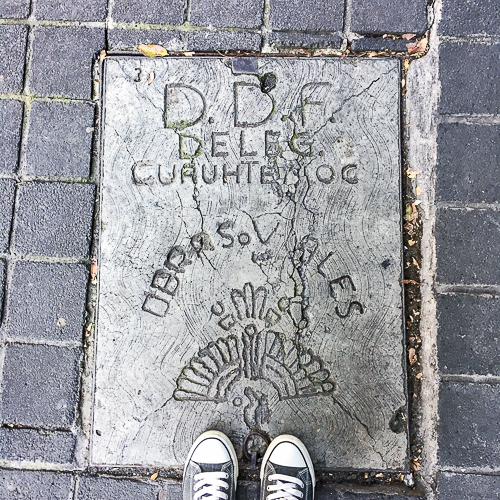 D.D.F.
DELEG.
CUAUHTEMOC
OBRAS VIALES